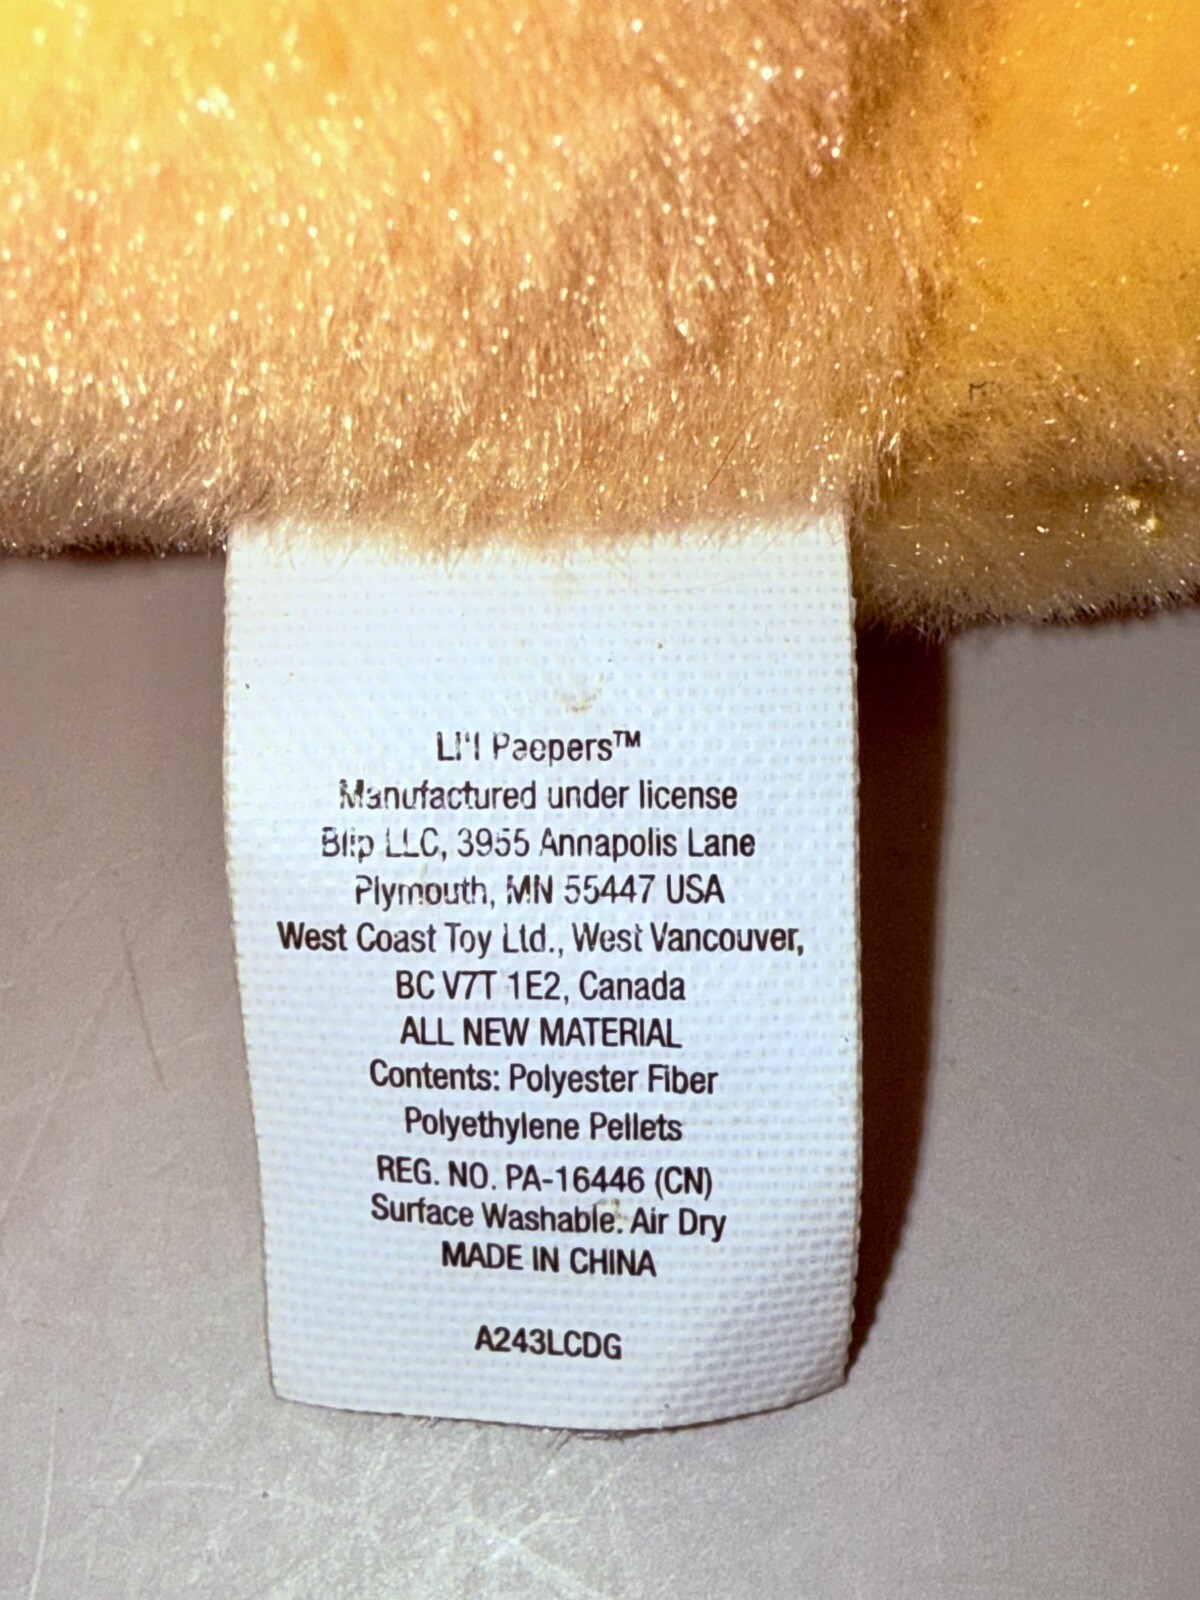 Li'l Peepers™
Manufactured under license
Blip LLC, 3955 Annapolis Lane
Plymouth, MN 55447 USA
West Coast Toy Ltd., West Vancouver,
BC V7T 1E2, Canada
ALL NEW MATERIAL
Contents: Polyester Fiber
Polyethylene Pellets
REG. NO. PA-16446 (CN)
Surface Washable. Air Dry
MADE IN CHINA
A243LCDG